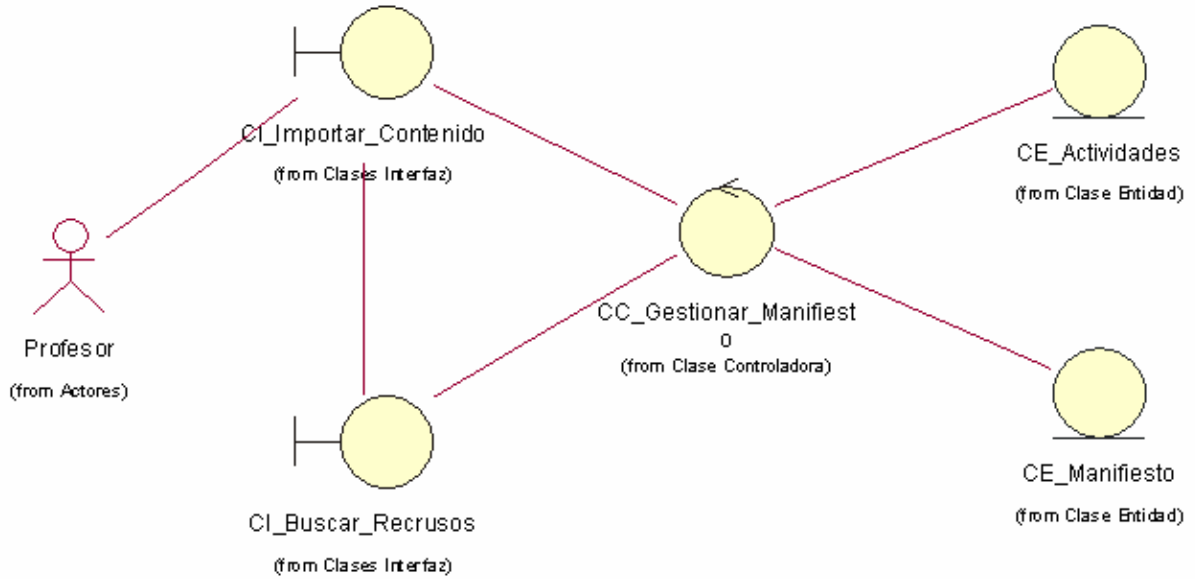 CI_Importar_Contenido
(from Clases Interfaz)
CE_Actividades
(from Clase Entidad)
Profesor
(from Actores)
CC_Gestionar_Manifiest
o
(from Clase Controladora)
CI_Buscar_Recrusos
(from Clases Interfaz)
CE_Manifiesto
(from Clase Entidad)